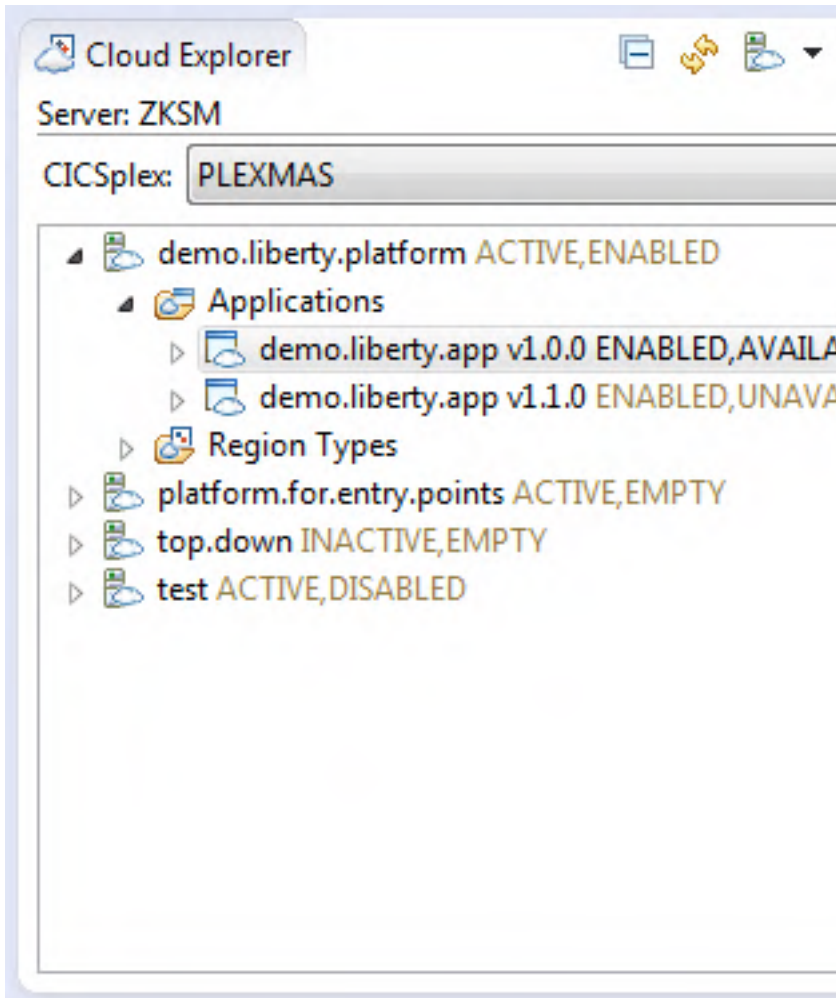 Cloud Explorer
Server: ZKSM
CICSplex: PLEXMAS
demo.liberty.platform ACTIVE,ENABLED
Applications
demo.liberty.app v1.0.0 ENABLED,AVAILA
demo.liberty.app v1.1.0 ENABLED,UNAVA
Region Types
platform.for.entry.points ACTIVE,EMPTY
top.down INACTIVE,EMPTY
test ACTIVE,DISABLED